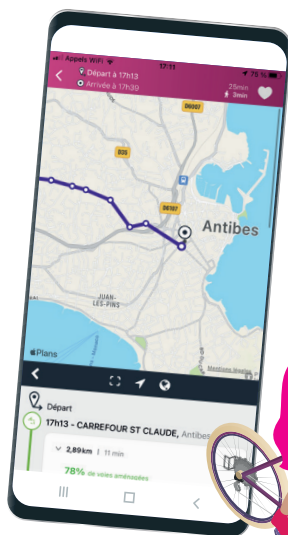 Appels WiFi 17:11 75 %
Départ à 17h13 25min
Arrivée à 17h39 3min
D6007
D35
D6107
Antibes
JUAN-
LES-PINS
Plans
Mentions légales
Départ
17h13 - CARREFOUR ST CLAUDE, Antibes
2,89km | 11 min
78% de voies aménagées